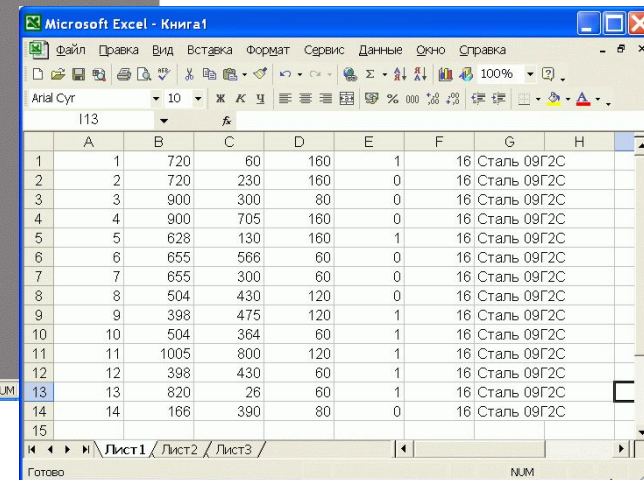 Microsoft Excel - Книга1
Файл Правка Вид Вставка Формат Сервис Данные Окно Справка
100%
Arial Cyr 10 Ж К Ч % 000
I13 fx
A B C D E F G H
1 1 720 60 160 1 16 Сталь 09Г2С
2 2 720 230 160 0 16 Сталь 09Г2С
3 3 900 300 80 0 16 Сталь 09Г2С
4 4 900 705 160 0 16 Сталь 09Г2С
5 5 628 130 160 1 16 Сталь 09Г2С
6 6 655 566 60 0 16 Сталь 09Г2С
7 7 655 300 60 0 16 Сталь 09Г2С
8 8 504 430 120 0 16 Сталь 09Г2С
9 9 398 475 120 1 16 Сталь 09Г2С
10 10 504 364 60 1 16 Сталь 09Г2С
11 11 1005 800 120 1 16 Сталь 09Г2С
12 12 398 430 60 1 16 Сталь 09Г2С
13 13 820 26 60 1 16 Сталь 09Г2С
14 14 166 390 80 0 16 Сталь 09Г2С
15
Лист1 / Лист2 / Лист3 /
Готово NUM
UM